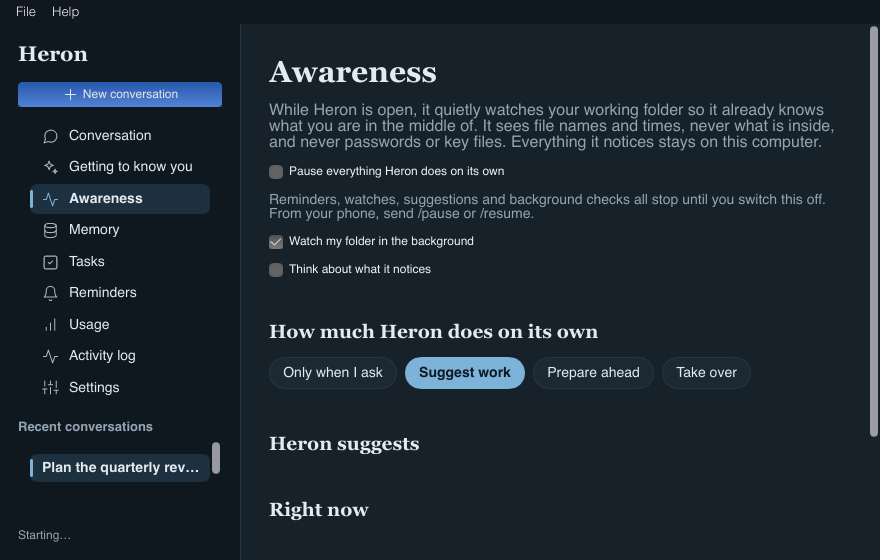 File Help
Heron
New conversation
Conversation
Getting to know you
Awareness
Memory
Tasks
Reminders
Usage
Activity log
Settings
Recent conversations
Plan the quarterly rev...
Starting...
Awareness
While Heron is open, it quietly watches your working folder so it already knows
what you are in the middle of. It sees file names and times, never what is inside,
and never passwords or key files. Everything it notices stays on this computer.
Pause everything Heron does on its own
Reminders, watches, suggestions and background checks all stop until you switch this off.
From your phone, send /pause or /resume.
Watch my folder in the background
Think about what it notices
How much Heron does on its own
Only when I ask
Suggest work
Prepare ahead
Take over
Heron suggests
Right now